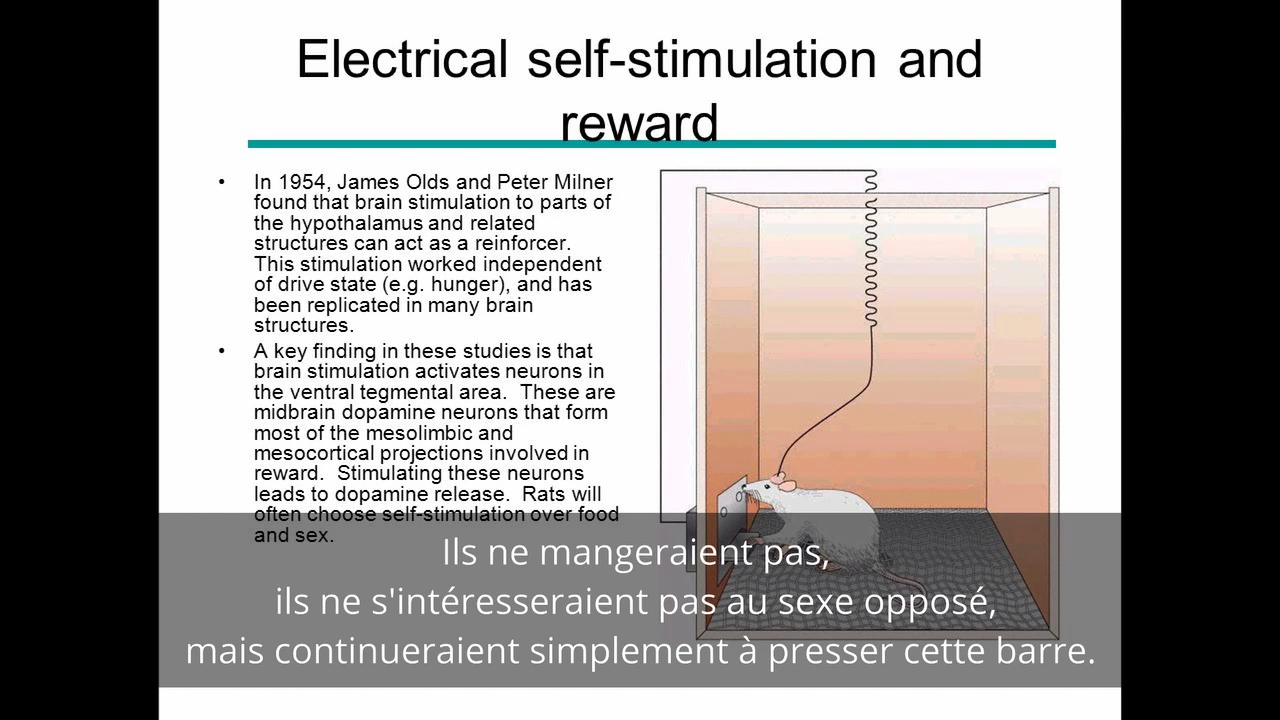 Electrical self-stimulation and
reward
• In 1954, James Olds and Peter Milner
found that brain stimulation to parts of
the hypothalamus and related
structures can act as a reinforcer.
This stimulation worked independent
of drive state (e.g. hunger), and has
been replicated in many brain
structures.
• A key finding in these studies is that
brain stimulation activates neurons in
the ventral tegmental area. These are
midbrain dopamine neurons that form
most of the mesolimbic and
mesocortical projections involved in
reward. Stimulating these neurons
leads to dopamine release. Rats will
often choose self-stimulation over food
and sex.
Ils ne mangeraient pas,
ils ne s'intéresseraient pas au sexe opposé,
mais continueraient simplement à presser cette barre.